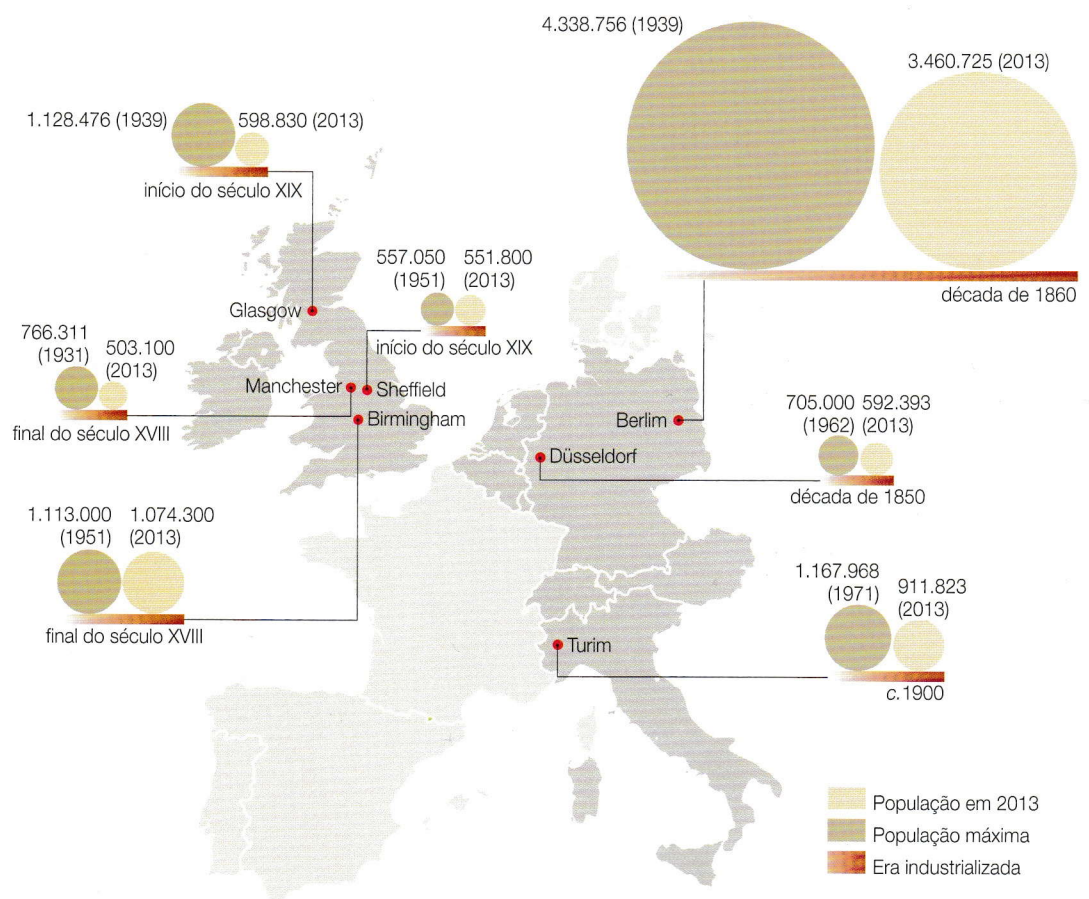 4.338.756 (1939)
3.460.725 (2013)
década de 1860
1.128.476 (1939)
598.830 (2013)
início do século XIX
557.050
(1951)
551.800
(2013)
início do século XIX
Glasgow
766.311
(1931)
503.100
(2013)
final do século XVIII
Manchester
Sheffield
Birmingham
Berlim
Düsseldorf
705.000
(1962)
592.393
(2013)
década de 1850
1.113.000
(1951)
1.074.300
(2013)
final do século XVIII
1.167.968
(1971)
911.823
(2013)
c.1900
Turim
População em 2013
População máxima
Era industrializada